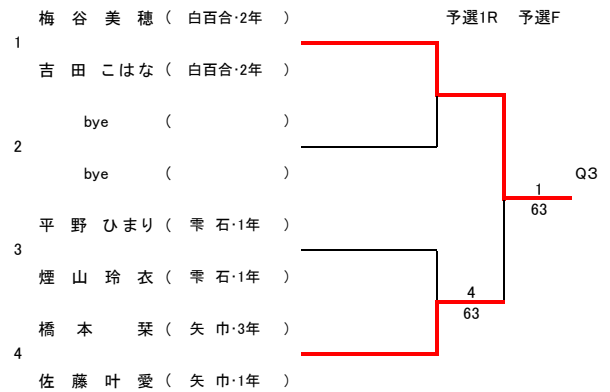 予選1R 予選F
梅 谷 美 穂 ( 白百合·2年 )
1
吉 田 こはな ( 白百合·2年 )
bye ( )
2
bye ( )
Q3
1
63
平 野 ひまり ( 雫 石·1年 )
3
煙 山 玲 衣 ( 雫 石·1年 )
4
63
橋 本 栞 ( 矢 巾·3年 )
4
佐 藤 叶 愛 ( 矢 巾·1年 )